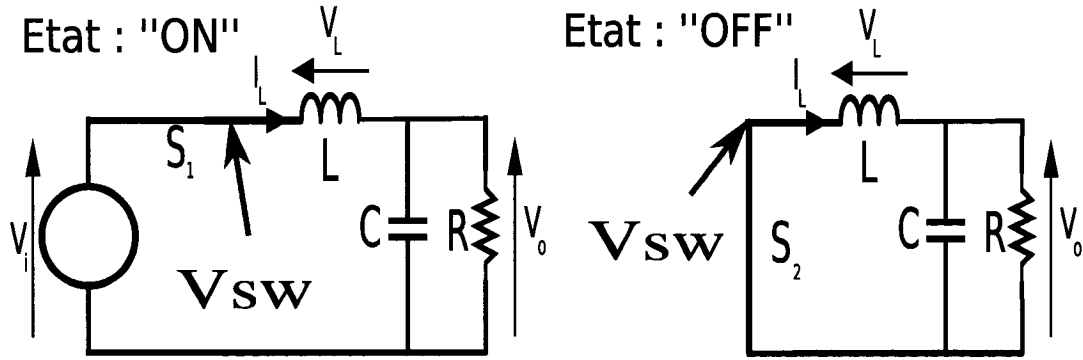 Etat : "ON"
V_L
I_L
S_1
L
V_i
C
R
V_o
Vsw
Etat : "OFF"
V_L
I_L
L
Vsw
S_2
C
R
V_o